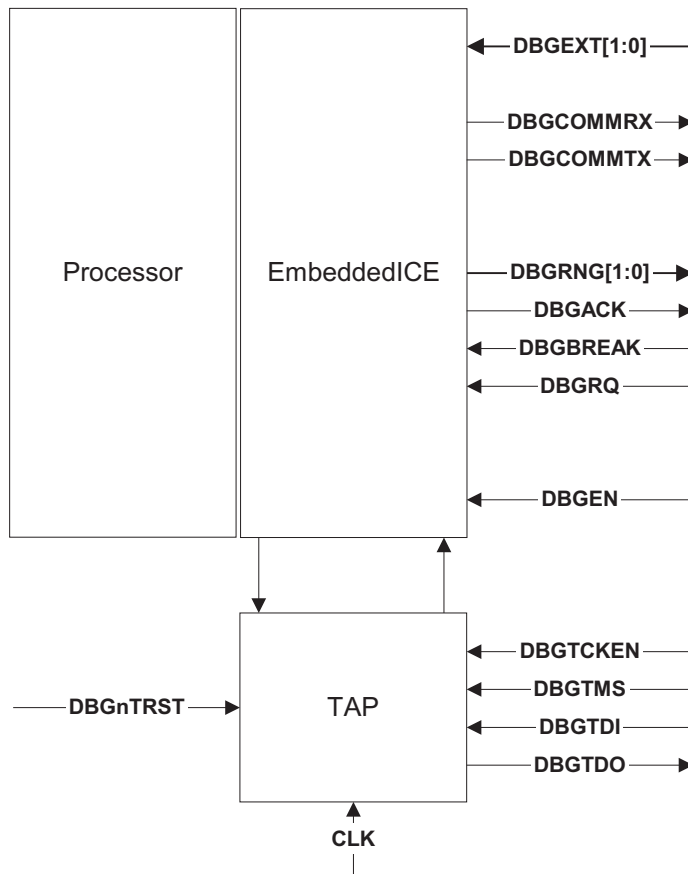 DBGEXT[1:0]
DBGCOMMRX
DBGCOMMTX
Processor
EmbeddedICE
DBGRNG[1:0]
DBGACK
DBGBREAK
DBGRQ
DBGEN
DBGTCKEN
DBGTMS
DBGnTRST
TAP
DBGTDI
DBGTDO
CLK